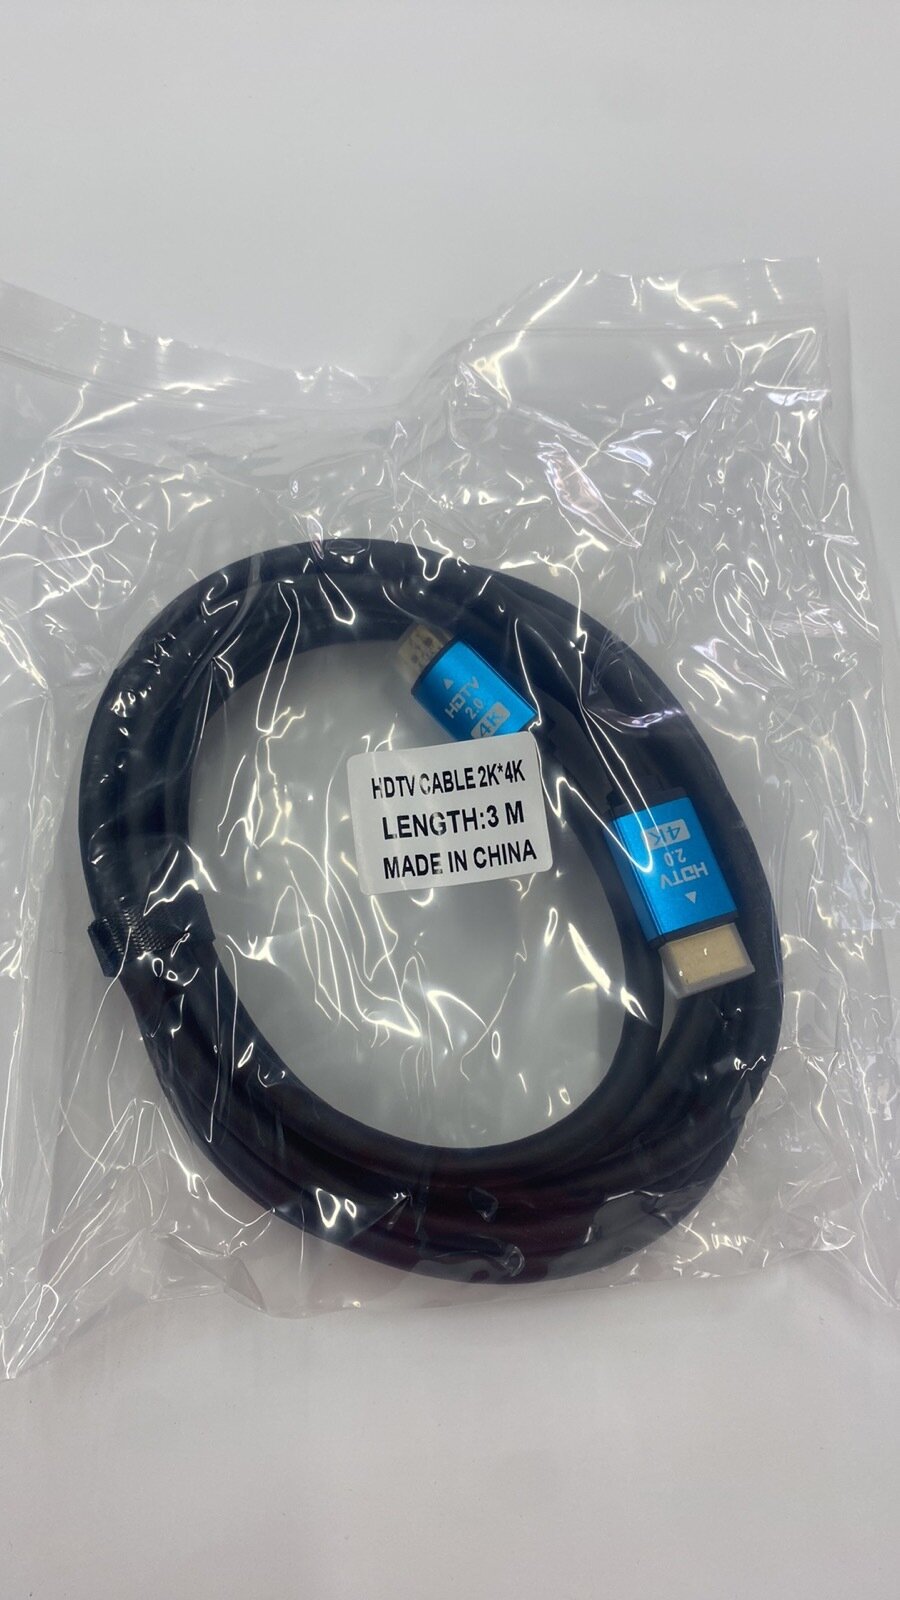 HDTV
2.0
4K
HDTV CABLE 2K*4K
LENGTH:3 M
MADE IN CHINA
4K
2.0
HDTV